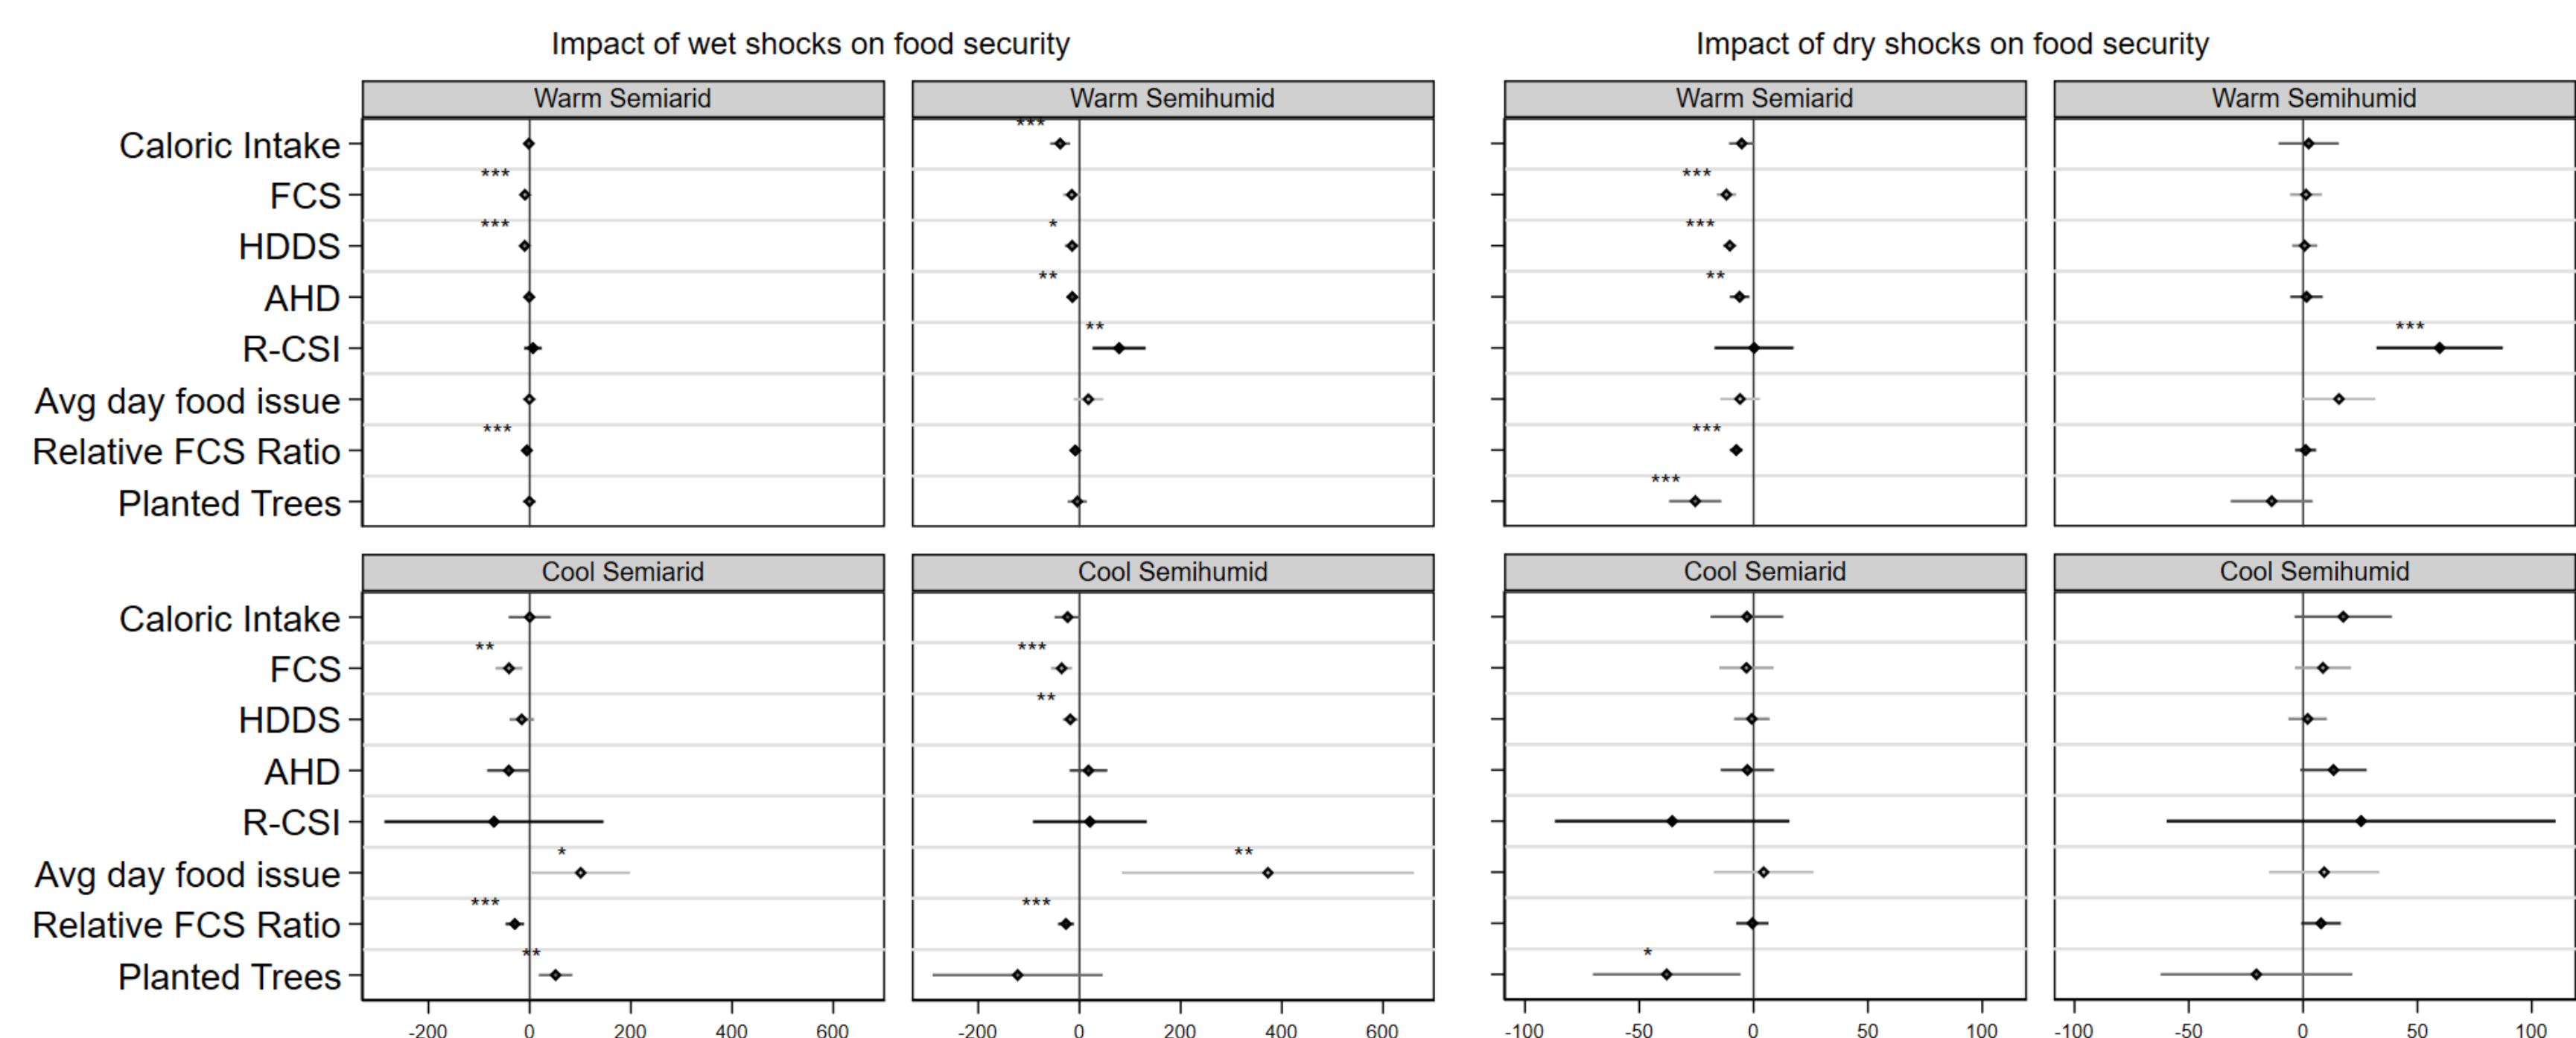 Impact of wet shocks on food security
Impact of dry shocks on food security
Warm Semiarid
Warm Semihumid
Warm Semiarid
Warm Semihumid
Caloric Intake
***
FCS
***
***
HDDS
***
*
***
AHD
**
**
R-CSI
**
***
Avg day food issue
Relative FCS Ratio
***
***
Planted Trees
***
Cool Semiarid
Cool Semihumid
Cool Semiarid
Cool Semihumid
Caloric Intake
FCS
**
***
HDDS
**
AHD
R-CSI
Avg day food issue
*
**
Relative FCS Ratio
***
***
Planted Trees
**
*
-200 0 200 400 600
-200 0 200 400 600
-100 -50 0 50 100
-100 -50 0 50 100